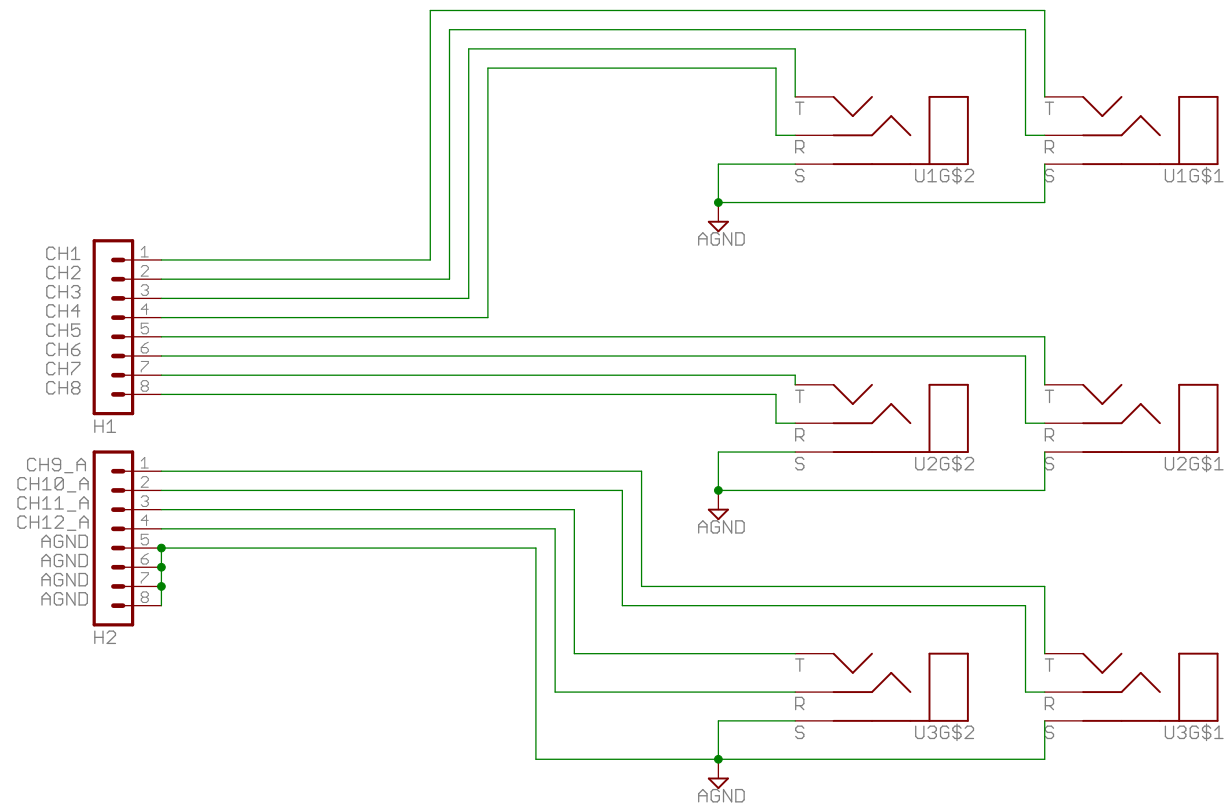 T
R
S
U1G$2
T
R
S
U1G$1
AGND
CH1 1
CH2 2
CH3 3
CH4 4
CH5 5
CH6 6
CH7 7
CH8 8
H1
T
R
S
U2G$2
T
R
S
U2G$1
AGND
CH9_A 1
CH10_A 2
CH11_A 3
CH12_A 4
AGND 5
AGND 6
AGND 7
AGND 8
H2
T
R
S
U3G$2
T
R
S
U3G$1
AGND